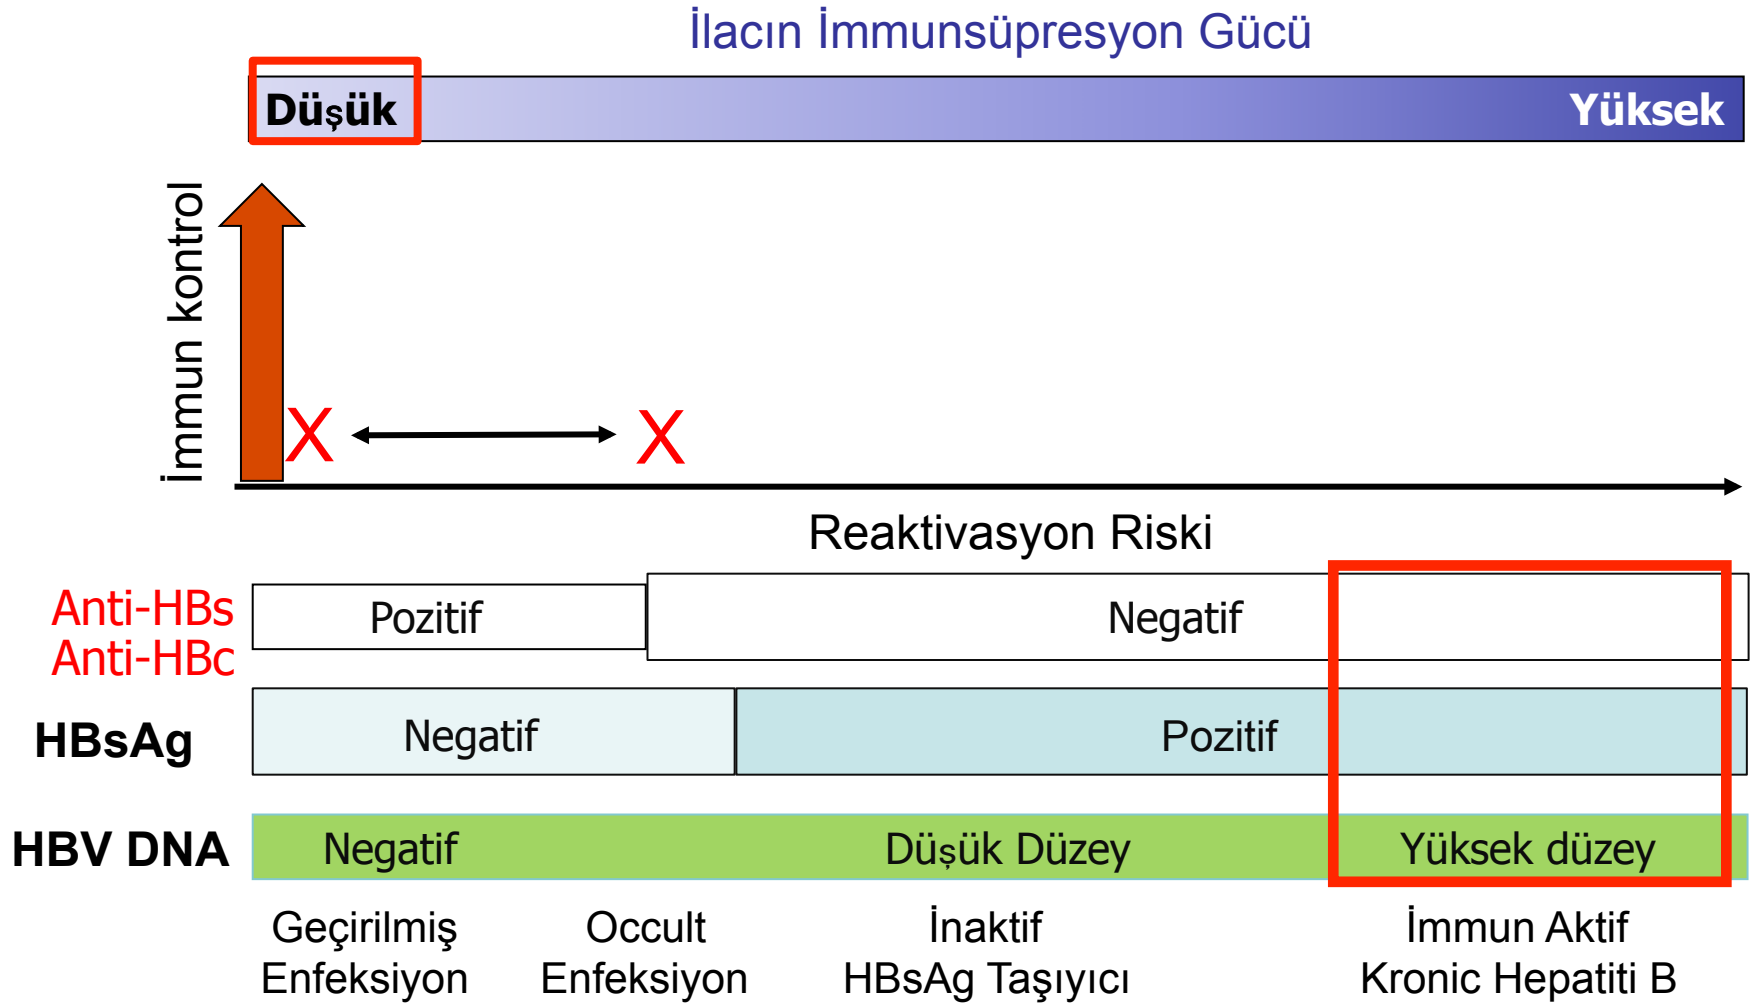 İlacın İmmunsüpresyon Gücü
Düşük
Yüksek
İmmun kontrol
X
X
Reaktivasyon Riski
Anti-HBs
Anti-HBc
Pozitif
Negatif
HBsAg
Negatif
Pozitif
HBV DNA
Negatif
Düşük Düzey
Yüksek düzey
Geçirilmiş
Enfeksiyon
Occult
Enfeksiyon
İnaktif
HBsAg Taşıyıcı
İmmun Aktif
Kronic Hepatiti B